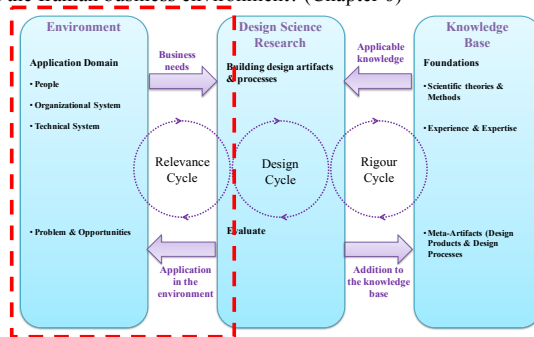 Environment
Application Domain
• People
• Organizational System
• Technical System
• Problem & Opportunities
Business
needs
Relevance
Cycle
Application
in the
environment
Design Science
Research
Building design artifacts
& processes
Design
Cycle
Evaluate
Applicable
knowledge
Rigour
Cycle
Addition to
the knowledge
base
Knowledge
Base
Foundations
• Scientific theories &
Methods
• Experience & Expertise
• Meta-Artifacts (Design
Products & Design
Processes